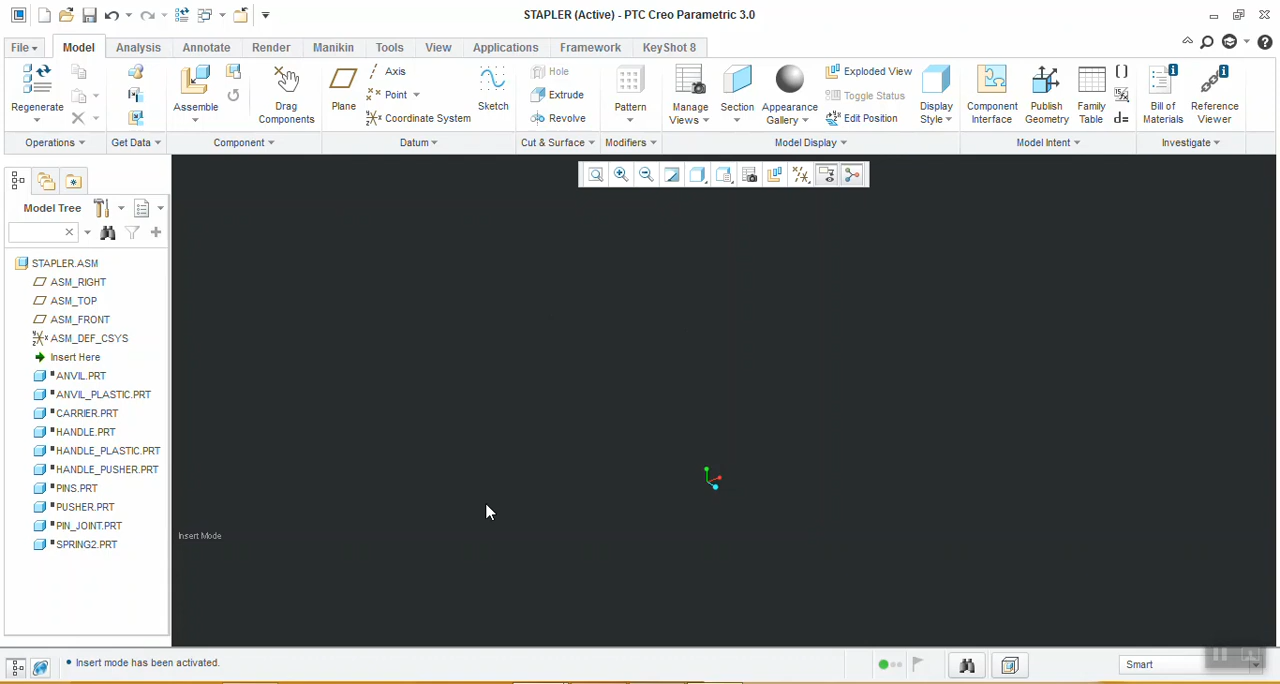 STAPLER (Active) - PTC Creo Parametric 3.0
File Model Analysis Annotate Render Manikin Tools View Applications Framework KeyShot 8
Regenerate
Operations
Get Data
Assemble
Drag Components
Component
Plane
Axis
Point
Coordinate System
Sketch
Datum
Hole
Extrude
Revolve
Cut & Surface
Pattern
Modifiers
Manage Views
Section
Appearance Gallery
Exploded View
Toggle Status
Edit Position
Display Style
Model Display
Component Interface
Publish Geometry
Family Table
d=
Model Intent
Bill of Materials
Reference Viewer
Investigate
Model Tree
STAPLER.ASM
ASM_RIGHT
ASM_TOP
ASM_FRONT
ASM_DEF_CSYS
Insert Here
ANVIL.PRT
ANVIL_PLASTIC.PRT
CARRIER.PRT
HANDLE.PRT
HANDLE_PLASTIC.PRT
HANDLE_PUSHER.PRT
PINS.PRT
PUSHER.PRT
PIN_JOINT.PRT
SPRING2.PRT
Insert Mode
Insert mode has been activated.
Smart